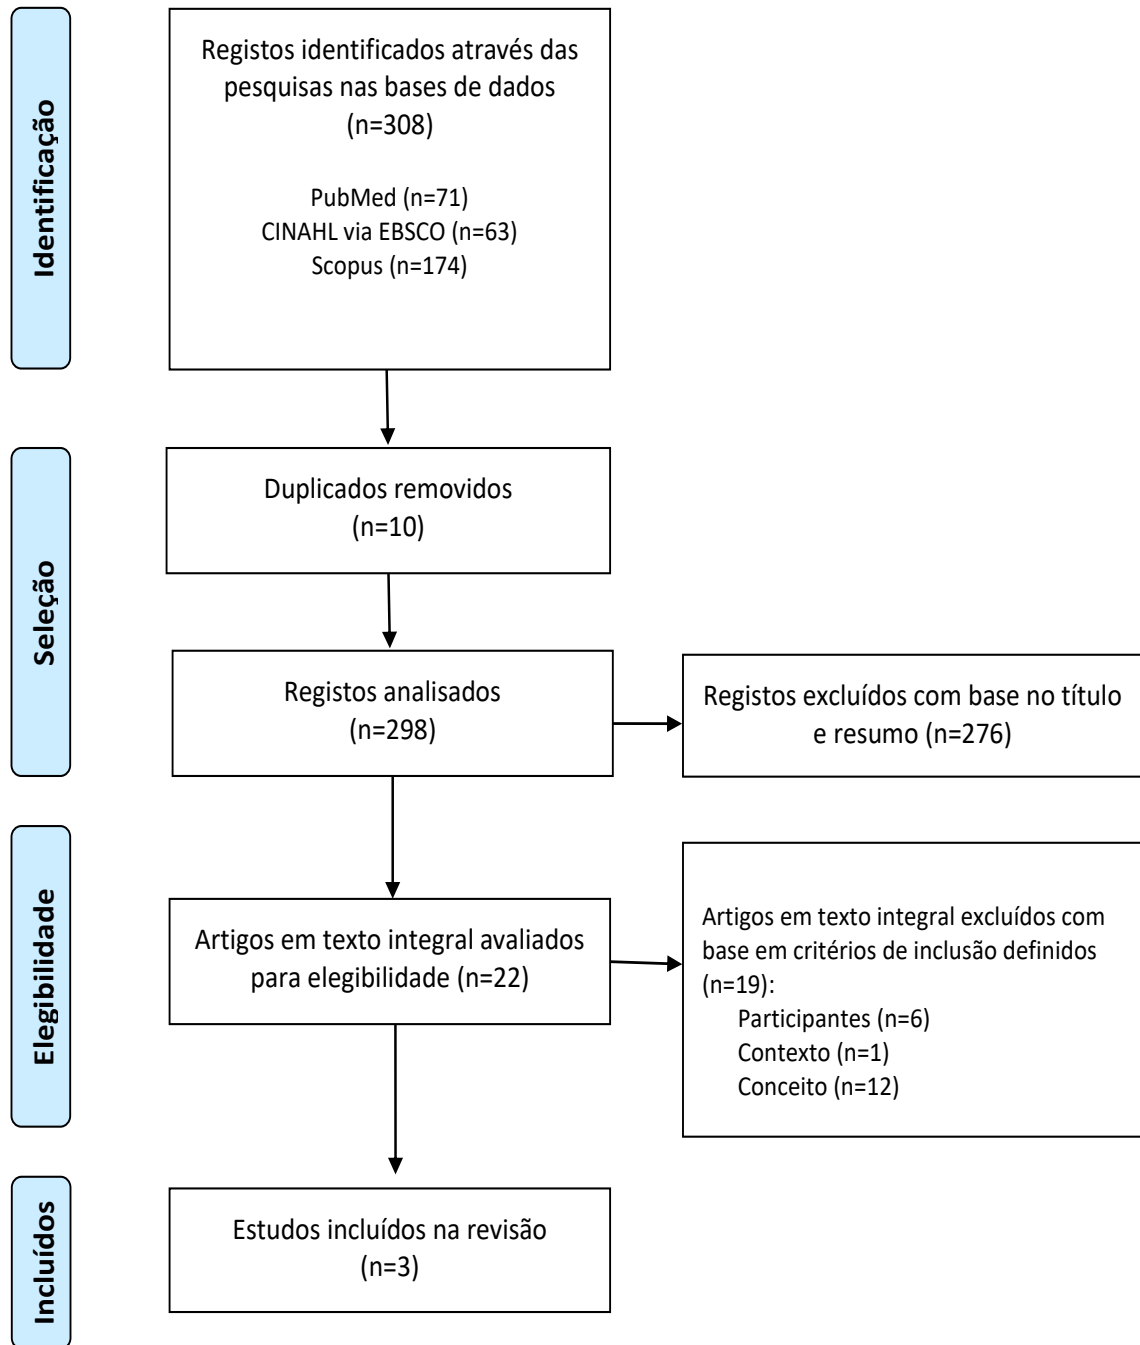 Identificação
Registos identificados através das
pesquisas nas bases de dados
(n=308)
PubMed (n=71)
CINAHL via EBSCO (n=63)
Scopus (n=174)
Seleção
Duplicados removidos
(n=10)
Registos analisados
(n=298)
Registos excluídos com base no título
e resumo (n=276)
Elegibilidade
Artigos em texto integral avaliados
para elegibilidade (n=22)
Artigos em texto integral excluídos com
base em critérios de inclusão definidos
(n=19):
Participantes (n=6)
Contexto (n=1)
Conceito (n=12)
Incluídos
Estudos incluídos na revisão
(n=3)